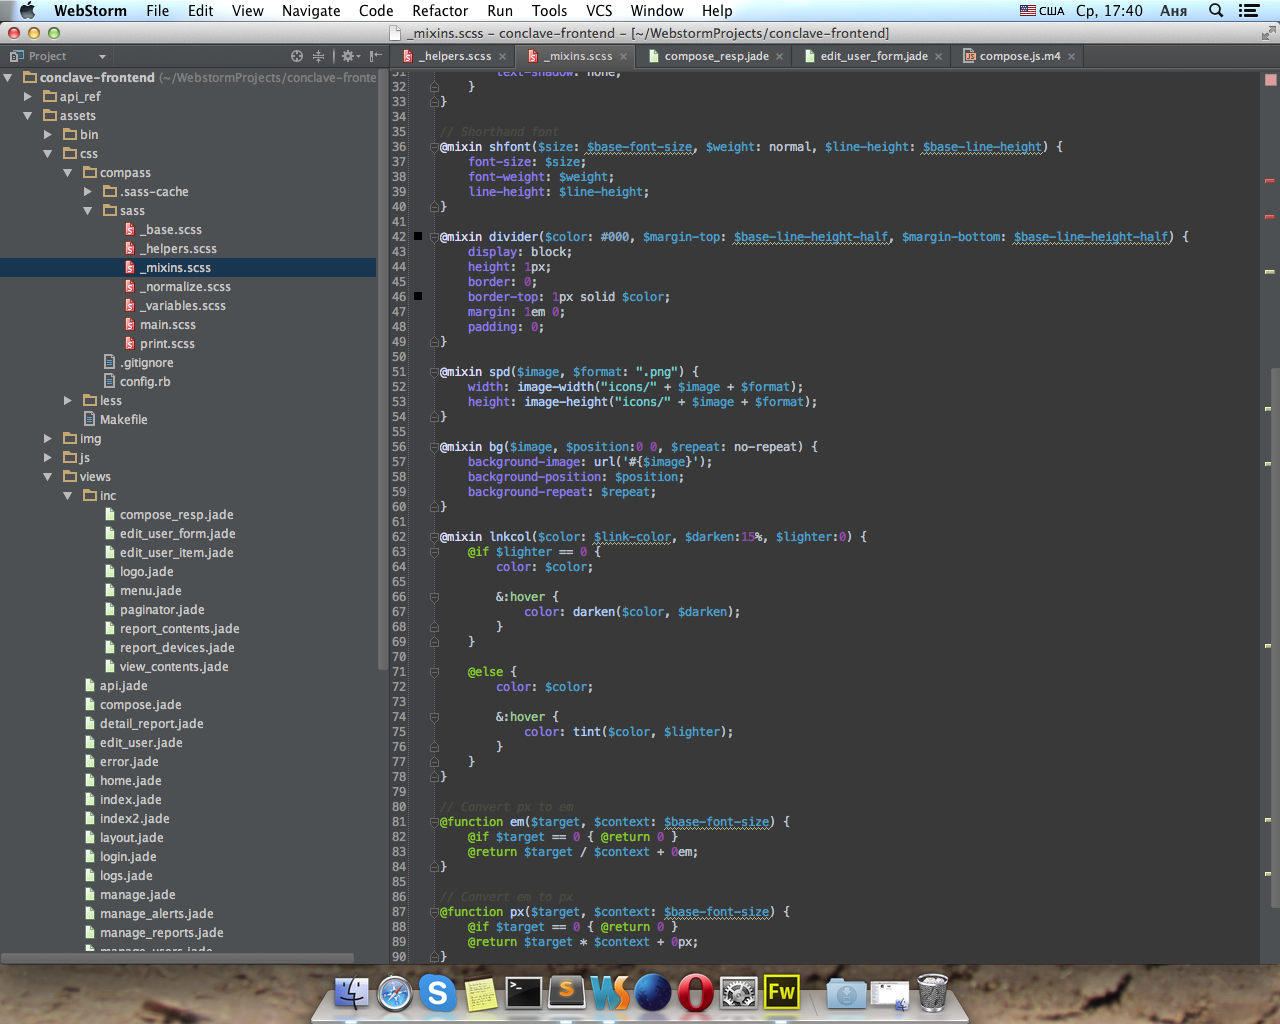 WebStorm File Edit View Navigate Code Refactor Run Tools VCS Window Help США Ср, 17:40 Аня
_mixins.scss – conclave-frontend – [~/WebstormProjects/conclave-frontend]
Project
_helpers.scss _mixins.scss compose_resp.jade edit_user_form.jade compose.js.m4
conclave-frontend (~/WebstormProjects/conclave-fronte
api_ref
assets
bin
css
compass
.sass-cache
sass
_base.scss
_helpers.scss
_mixins.scss
_normalize.scss
_variables.scss
main.scss
print.scss
.gitignore
config.rb
less
Makefile
img
js
views
inc
compose_resp.jade
edit_user_form.jade
edit_user_item.jade
logo.jade
menu.jade
paginator.jade
report_contents.jade
report_devices.jade
view_contents.jade
api.jade
compose.jade
detail_report.jade
edit_user.jade
error.jade
home.jade
index.jade
index2.jade
layout.jade
login.jade
logs.jade
manage.jade
manage_alerts.jade
manage_reports.jade
manage_users.jade
31 text-shadow: none;
32 }
33 }
34
35 // Shorthand font
36 @mixin shfont($size: $base-font-size, $weight: normal, $line-height: $base-line-height) {
37 font-size: $size;
38 font-weight: $weight;
39 line-height: $line-height;
40 }
41
42 @mixin divider($color: #000, $margin-top: $base-line-height-half, $margin-bottom: $base-line-height-half) {
43 display: block;
44 height: 1px;
45 border: 0;
46 border-top: 1px solid $color;
47 margin: 1em 0;
48 padding: 0;
49 }
50
51 @mixin spd($image, $format: ".png") {
52 width: image-width("icons/" + $image + $format);
53 height: image-height("icons/" + $image + $format);
54 }
55
56 @mixin bg($image, $position:0 0, $repeat: no-repeat) {
57 background-image: url('#{$image}');
58 background-position: $position;
59 background-repeat: $repeat;
60 }
61
62 @mixin lnkcol($color: $link-color, $darken:15%, $lighter:0) {
63 @if $lighter == 0 {
64 color: $color;
65
66 &:hover {
67 color: darken($color, $darken);
68 }
69 }
70
71 @else {
72 color: $color;
73
74 &:hover {
75 color: tint($color, $lighter);
76 }
77 }
78 }
79
80 // Convert px to em
81 @function em($target, $context: $base-font-size) {
82 @if $target == 0 { @return 0 }
83 @return $target / $context + 0em;
84 }
85
86 // Convert em to px
87 @function px($target, $context: $base-font-size) {
88 @if $target == 0 { @return 0 }
89 @return $target * $context + 0px;
90 }
S S WS Fw